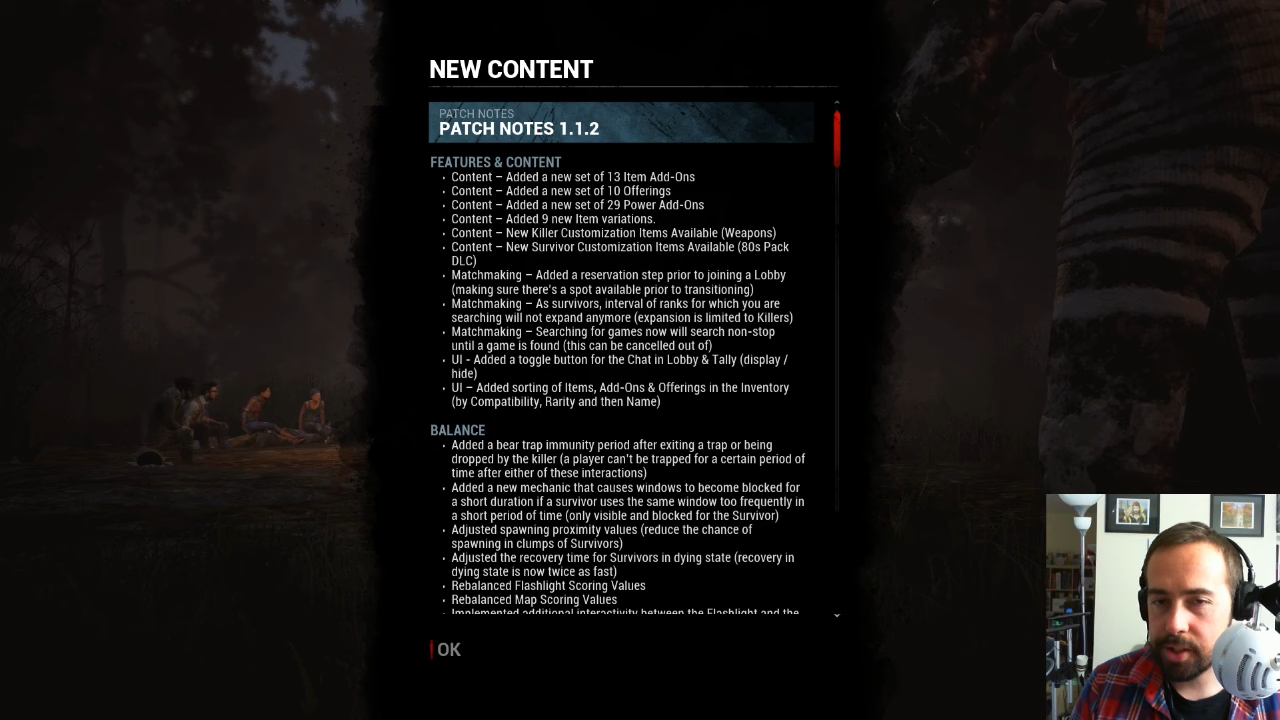 NEW CONTENT
PATCH NOTES
PATCH NOTES 1.1.2
FEATURES & CONTENT
· Content – Added a new set of 13 Item Add-Ons
· Content – Added a new set of 10 Offerings
· Content – Added a new set of 29 Power Add-Ons
· Content – Added 9 new Item variations.
· Content – New Killer Customization Items Available (Weapons)
· Content – New Survivor Customization Items Available (80s Pack
DLC)
· Matchmaking – Added a reservation step prior to joining a Lobby
(making sure there's a spot available prior to transitioning)
· Matchmaking – As survivors, interval of ranks for which you are
searching will not expand anymore (expansion is limited to Killers)
· Matchmaking – Searching for games now will search non-stop
until a game is found (this can be cancelled out of)
· UI - Added a toggle button for the Chat in Lobby & Tally (display /
hide)
· UI – Added sorting of Items, Add-Ons & Offerings in the Inventory
(by Compatibility, Rarity and then Name)
BALANCE
· Added a bear trap immunity period after exiting a trap or being
dropped by the killer (a player can't be trapped for a certain period of
time after either of these interactions)
· Added a new mechanic that causes windows to become blocked for
a short duration if a survivor uses the same window too frequently in
a short period of time (only visible and blocked for the Survivor)
· Adjusted spawning proximity values (reduce the chance of
spawning in clumps of Survivors)
· Adjusted the recovery time for Survivors in dying state (recovery in
dying state is now twice as fast)
· Rebalanced Flashlight Scoring Values
· Rebalanced Map Scoring Values
· Implemented additional interactivity between the Flashlight and the
OK